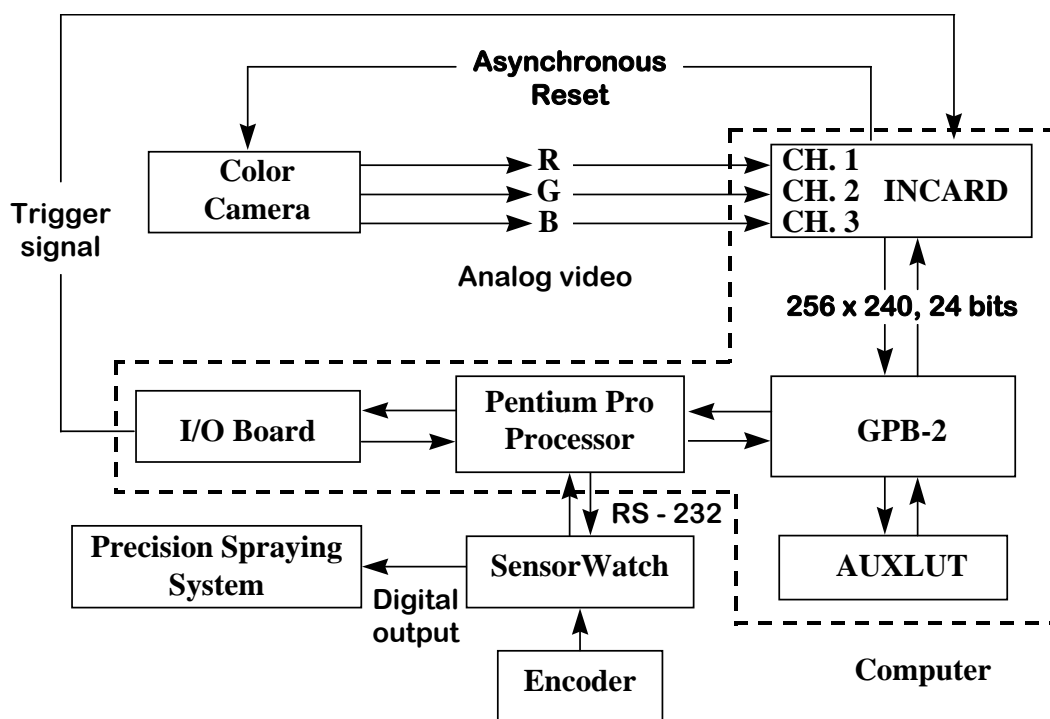 Asynchronous
Reset
Color
Camera
R
G
B
CH. 1
CH. 2
CH. 3
INCARD
Trigger
signal
Analog video
256 x 240, 24 bits
I/O Board
Pentium Pro
Processor
GPB-2
RS - 232
Precision Spraying
System
SensorWatch
AUXLUT
Digital
output
Encoder
Computer